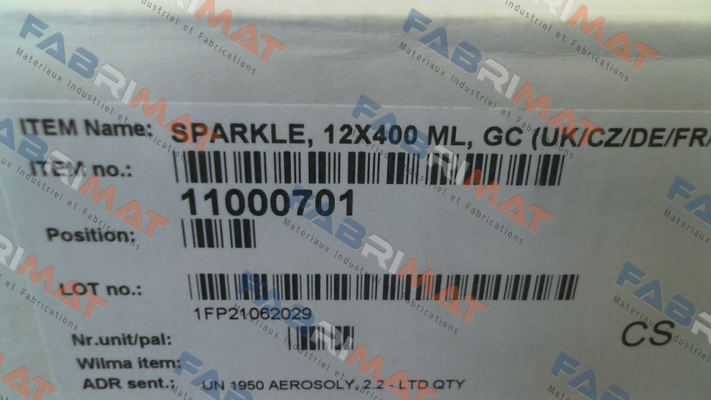 ITEM Name: SPARKLE, 12X400 ML, GC (UK/CZ/DE/FR/
ITEM no.:
11000701
Position:
LOT no.:
1FP21062029
Nr.unit/pal:
CS
Wilma item:
ADR sent.: UN 1950 AEROSOLY, 2.2 - LTD QTY
FABRIMAT
Materiaux Industriel et Fabrications